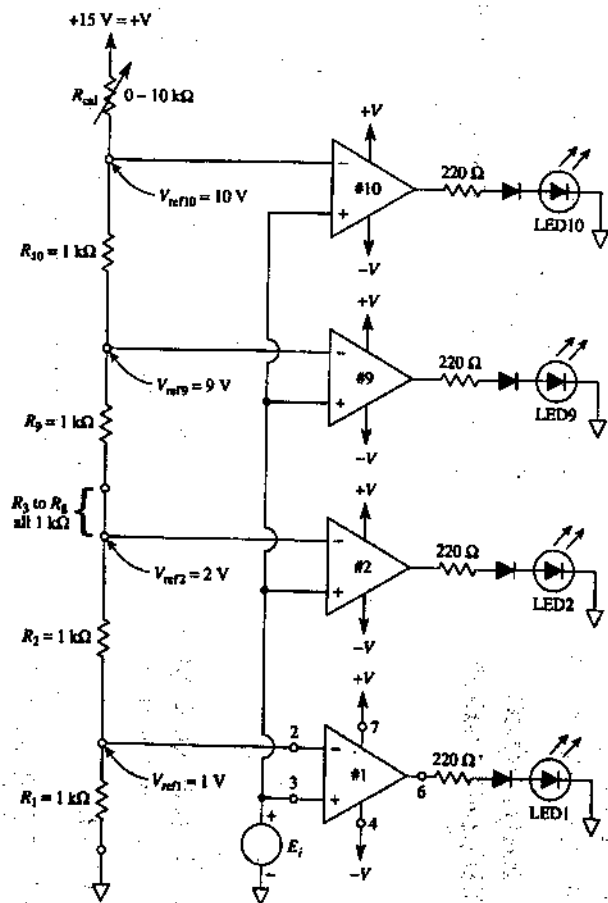 +15 V = +V
R_cal 0 – 10 kΩ
+V
220 Ω
−
#10
+
V_ref10 = 10 V
LED10
−V
R_10 = 1 kΩ
+V
220 Ω
−
#9
+
V_ref9 = 9 V
LED9
−V
R_9 = 1 kΩ
R_3 to R_8
all 1 kΩ
+V
220 Ω
−
#2
+
V_ref2 = 2 V
LED2
−V
R_2 = 1 kΩ
+V
2
7
220 Ω
−
#1
6
3
+
V_ref1 = 1 V
R_1 = 1 kΩ
LED1
4
+
E_i
−
−V